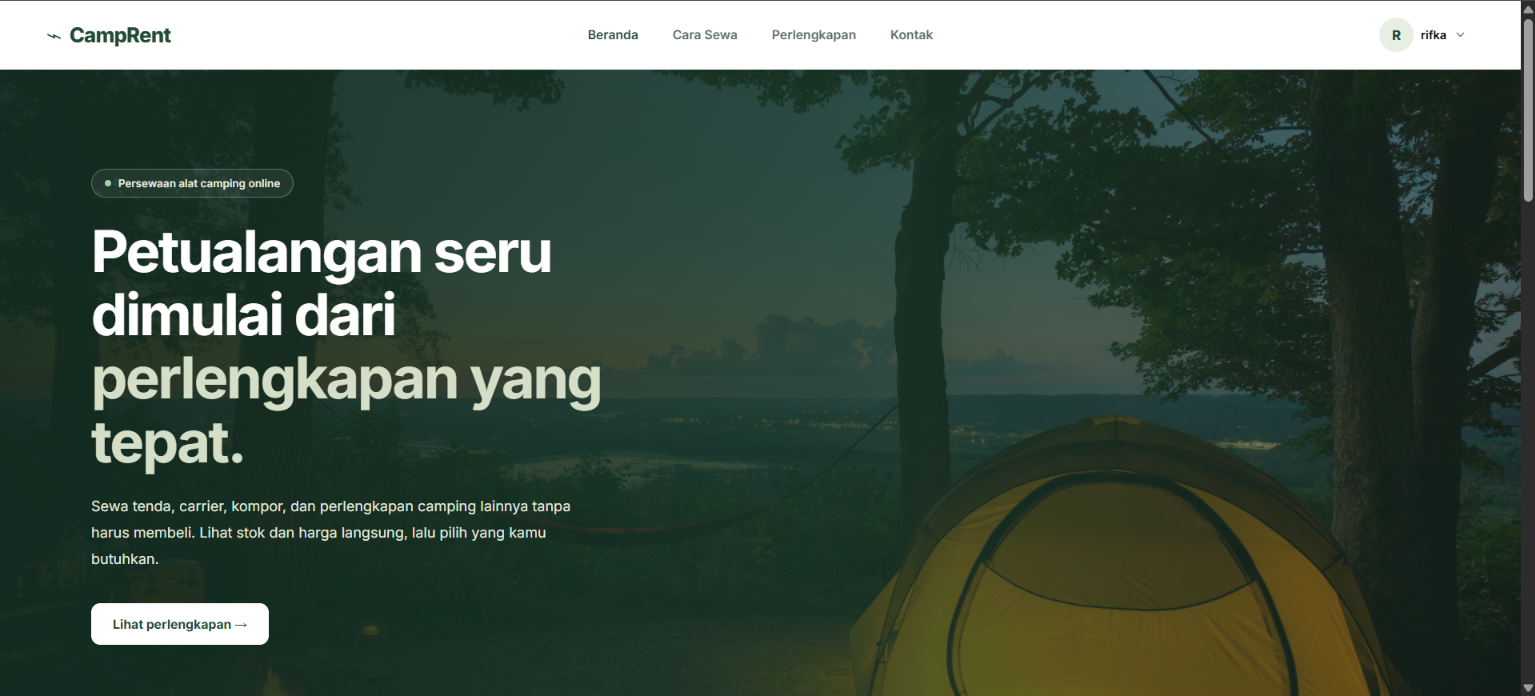 CampRent
Beranda
Cara Sewa
Perlengkapan
Kontak
R
rifka
Persewaan alat camping online
Petualangan seru
dimulai dari
perlengkapan yang
tepat.
Sewa tenda, carrier, kompor, dan perlengkapan camping lainnya tanpa
harus membeli. Lihat stok dan harga langsung, lalu pilih yang kamu
butuhkan.
Lihat perlengkapan →